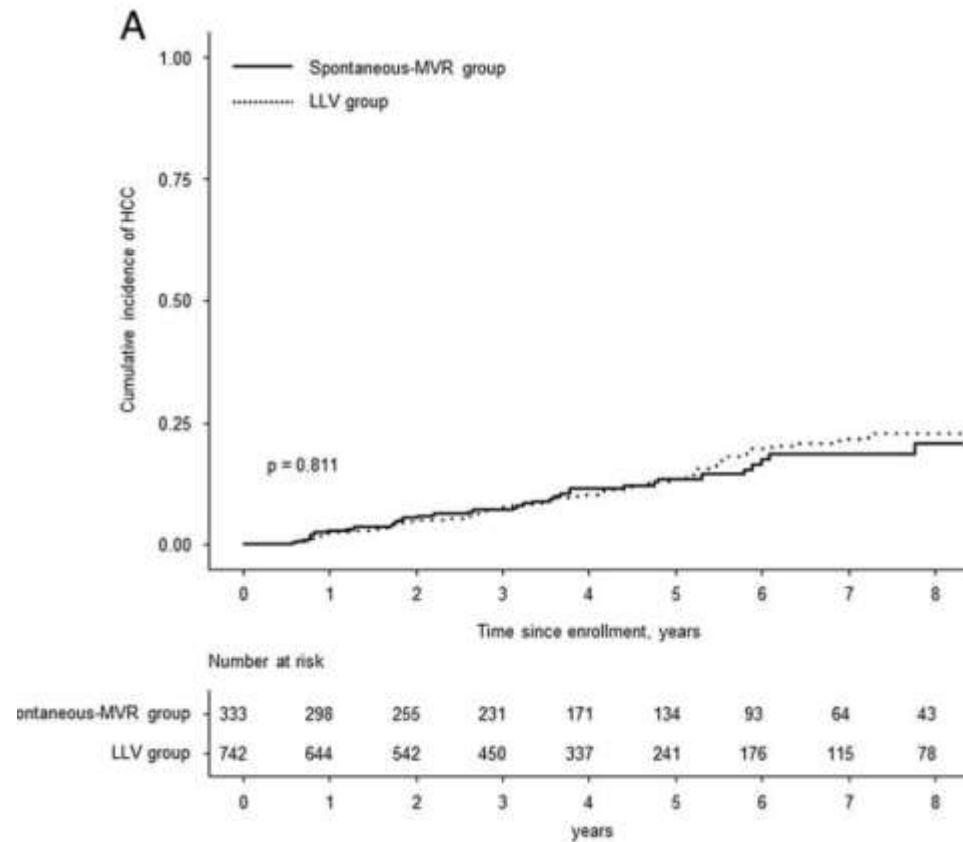 A
1.00
Spontaneous-MVR group
LLV group
0.75
0.50
0.25
0.00
Cumulative incidence of HCC
p = 0.811
0 1 2 3 4 5 6 7 8
Time since enrollment, years
Number at risk
ontaneous-MVR group 333 298 255 231 171 134 93 64 43
LLV group 742 644 542 450 337 241 176 115 78
0 1 2 3 4 5 6 7 8
years